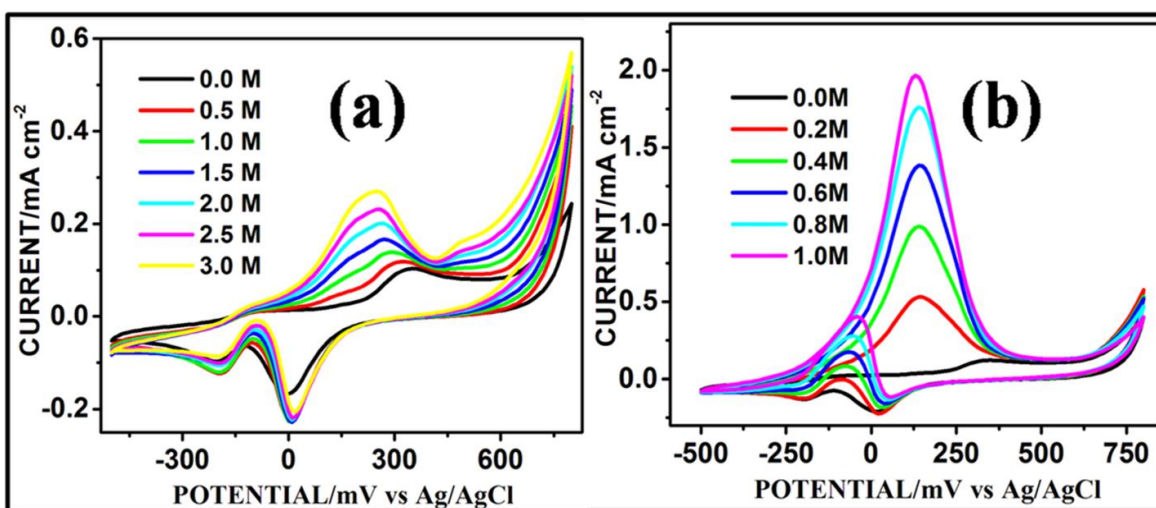 (a)
0.0 M
0.5 M
1.0 M
1.5 M
2.0 M
2.5 M
3.0 M
CURRENT/mA cm-2
0.6
0.4
0.2
0.0
-0.2
-300
0
300
600
POTENTIAL/mV vs Ag/AgCl
(b)
0.0M
0.2M
0.4M
0.6M
0.8M
1.0M
CURRENT/mA cm-2
2.0
1.5
1.0
0.5
0.0
-500
-250
0
250
500
750
POTENTIAL/mV vs Ag/AgCl